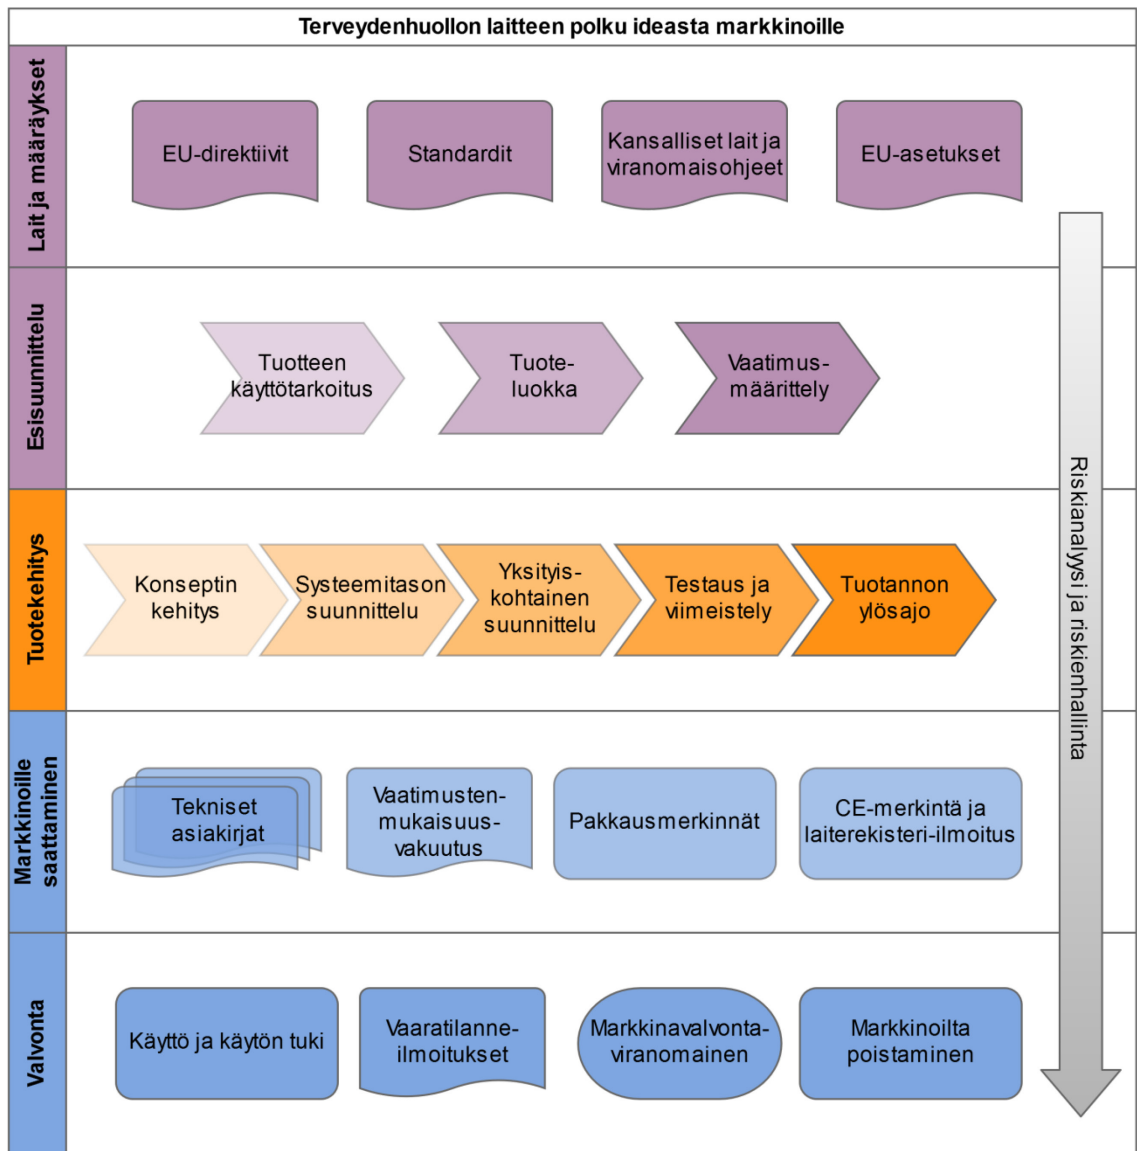 Terveydenhuollon laitteen polku ideasta markkinoille
Lait ja määräykset
EU-direktiivit
Standardit
Kansalliset lait ja
viranomaisohjeet
EU-asetukset
Esisuunnittelu
Tuotteen
käyttötarkoitus
Tuote-
luokka
Vaatimus-
määrittely
Tuotekehitys
Konseptin
kehitys
Systeemitason
suunnittelu
Yksityis-
kohtainen
suunnittelu
Testaus ja
viimeistely
Tuotannon
ylösajo
Riskianalyysi ja riskienhallinta
Markkinoille
saattaminen
Tekniset
asiakirjat
Vaatimusten-
mukaisuus-
vakuutus
Pakkausmerkinnät
CE-merkintä ja
laiterekisteri-ilmoitus
Valvonta
Käyttö ja käytön tuki
Vaaratilanne-
ilmoitukset
Markkinavalvonta-
viranomainen
Markkinoilta
poistaminen